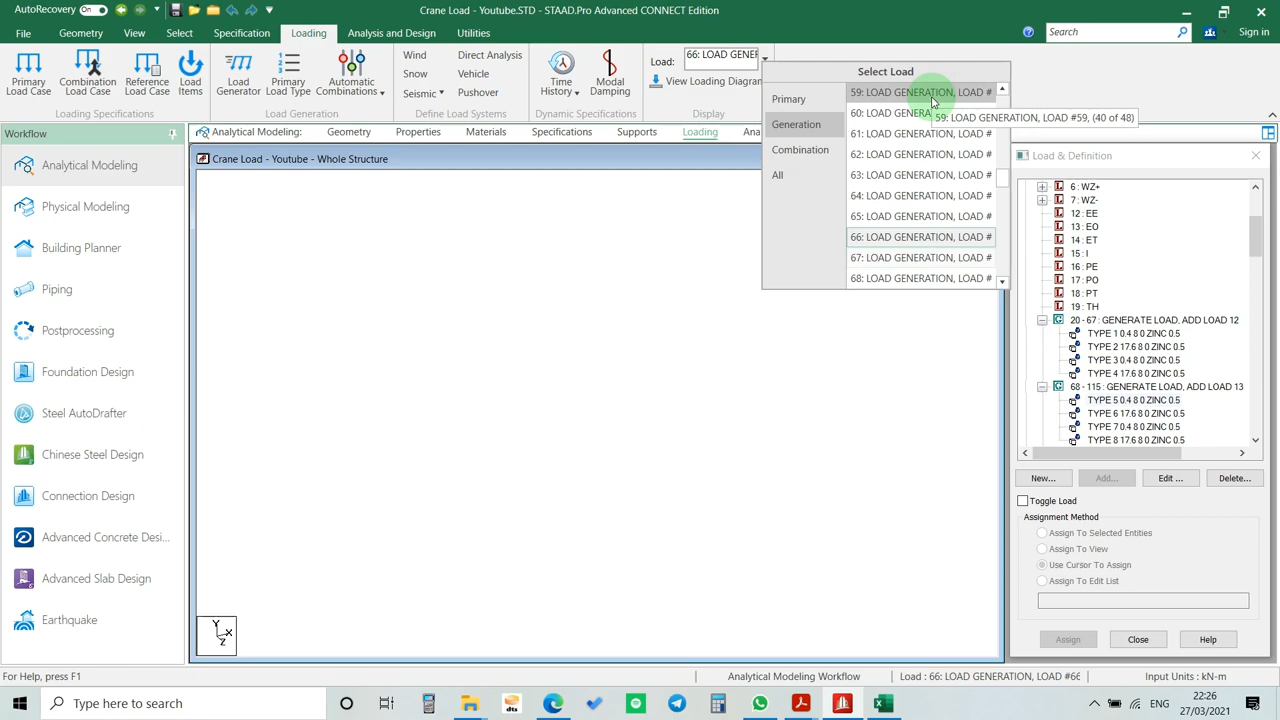 AutoRecovery On
Crane Load - Youtube.STD - STAAD.Pro Advanced CONNECT Edition
File
Geometry
View
Select
Specification
Loading
Analysis and Design
Utilities
Search
Sign in
Primary Load Case
Combination Load Case
Reference Load Case
Load Items
Loading Specifications
Load Generator
Primary Load Type
Automatic Combinations
Load Generation
Wind
Snow
Seismic
Direct Analysis
Vehicle
Pushover
Define Load Systems
Time History
Modal Damping
Dynamic Specifications
Load:
66: LOAD GENEF
View Loading Diagran
Display
Select Load
Primary
Generation
Combination
All
59: LOAD GENERATION, LOAD #
60: LOAD GENERA
59: LOAD GENERATION, LOAD #59, (40 of 48)
61: LOAD GENERATION, LOAD #
62: LOAD GENERATION, LOAD #
63: LOAD GENERATION, LOAD #
64: LOAD GENERATION, LOAD #
65: LOAD GENERATION, LOAD #
66: LOAD GENERATION, LOAD #
67: LOAD GENERATION, LOAD #
68: LOAD GENERATION, LOAD #
Workflow
Analytical Modeling:
Geometry
Properties
Materials
Specifications
Supports
Loading
Ana
Analytical Modeling
Physical Modeling
Building Planner
Piping
Postprocessing
Foundation Design
Steel AutoDrafter
Chinese Steel Design
Connection Design
Advanced Concrete Desi...
Advanced Slab Design
Earthquake
Crane Load - Youtube - Whole Structure
Y
X
Z
Load & Definition
6 : WZ+
7 : WZ-
12 : EE
13 : EO
14 : ET
15 : I
16 : PE
17 : PO
18 : PT
19 : TH
20 - 67 : GENERATE LOAD, ADD LOAD 12
TYPE 1 0.4 8 0 ZINC 0.5
TYPE 2 17.6 8 0 ZINC 0.5
TYPE 3 0.4 8 0 ZINC 0.5
TYPE 4 17.6 8 0 ZINC 0.5
68 - 115 : GENERATE LOAD, ADD LOAD 13
TYPE 5 0.4 8 0 ZINC 0.5
TYPE 6 17.6 8 0 ZINC 0.5
TYPE 7 0.4 8 0 ZINC 0.5
TYPE 8 17.6 8 0 ZINC 0.5
New...
Add...
Edit ...
Delete...
Toggle Load
Assignment Method
Assign To Selected Entities
Assign To View
Use Cursor To Assign
Assign To Edit List
Assign
Close
Help
For Help, press F1
Analytical Modeling Workflow
Load : 66: LOAD GENERATION, LOAD #66
Input Units : kN-m
Type here to search
dts
22:26
27/03/2021